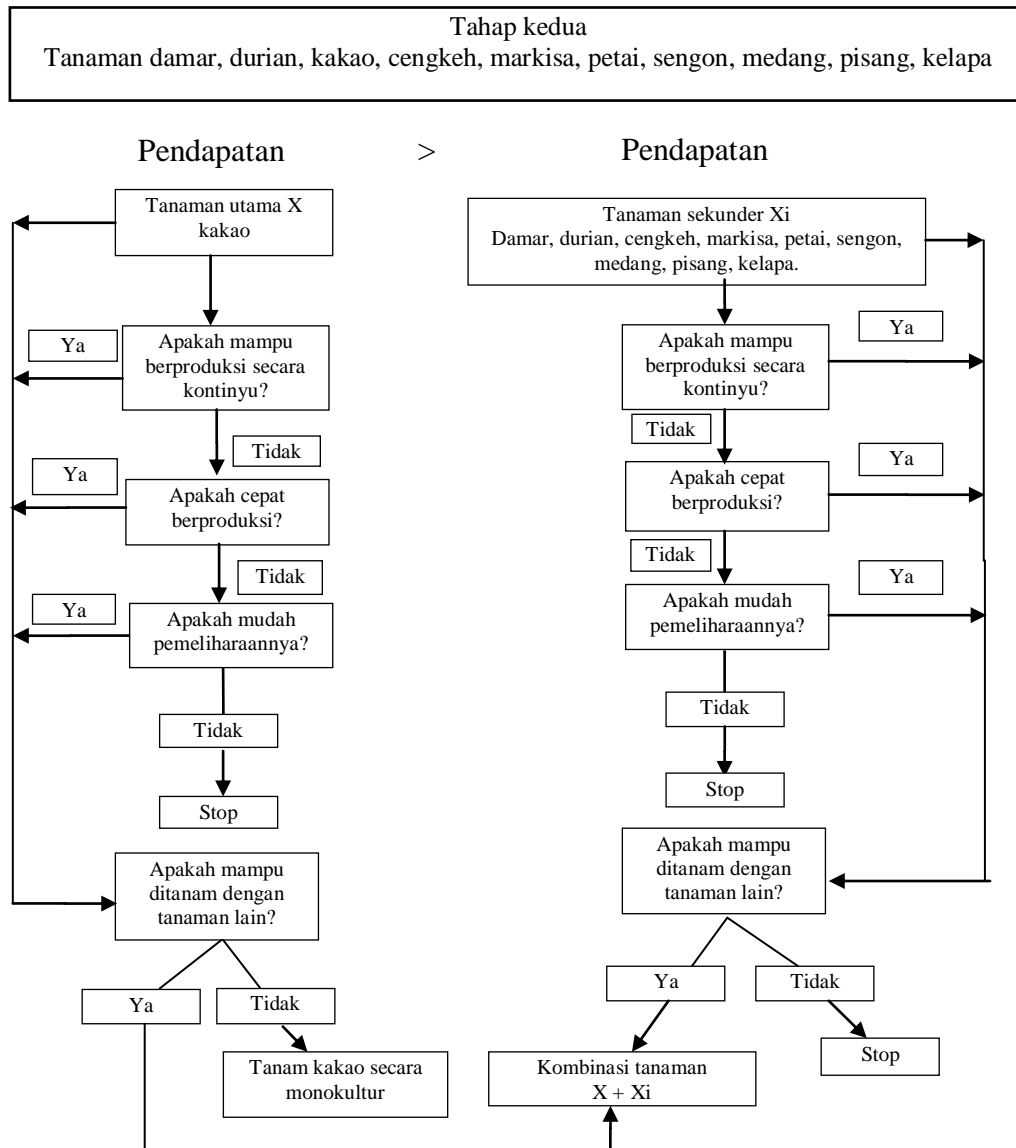 Tahap kedua
Tanaman damar, durian, kakao, cengkeh, markisa, petai, sengon, medang, pisang, kelapa
Pendapatan
>
Pendapatan
Tanaman utama X
kakao
Ya
Apakah mampu
berproduksi secara
kontinyu?
Tidak
Ya
Apakah cepat
berproduksi?
Tidak
Ya
Apakah mudah
pemeliharaannya?
Tidak
Stop
Apakah mampu
ditanam dengan
tanaman lain?
Ya
Tidak
Tanam kakao secara
monokultur
Tanaman sekunder Xi
Damar, durian, cengkeh, markisa, petai, sengon,
medang, pisang, kelapa.
Apakah mampu
berproduksi secara
kontinyu?
Ya
Tidak
Apakah cepat
berproduksi?
Ya
Tidak
Apakah mudah
pemeliharaannya?
Ya
Tidak
Stop
Apakah mampu
ditanam dengan
tanaman lain?
Ya
Tidak
Kombinasi tanaman
X + Xi
Stop